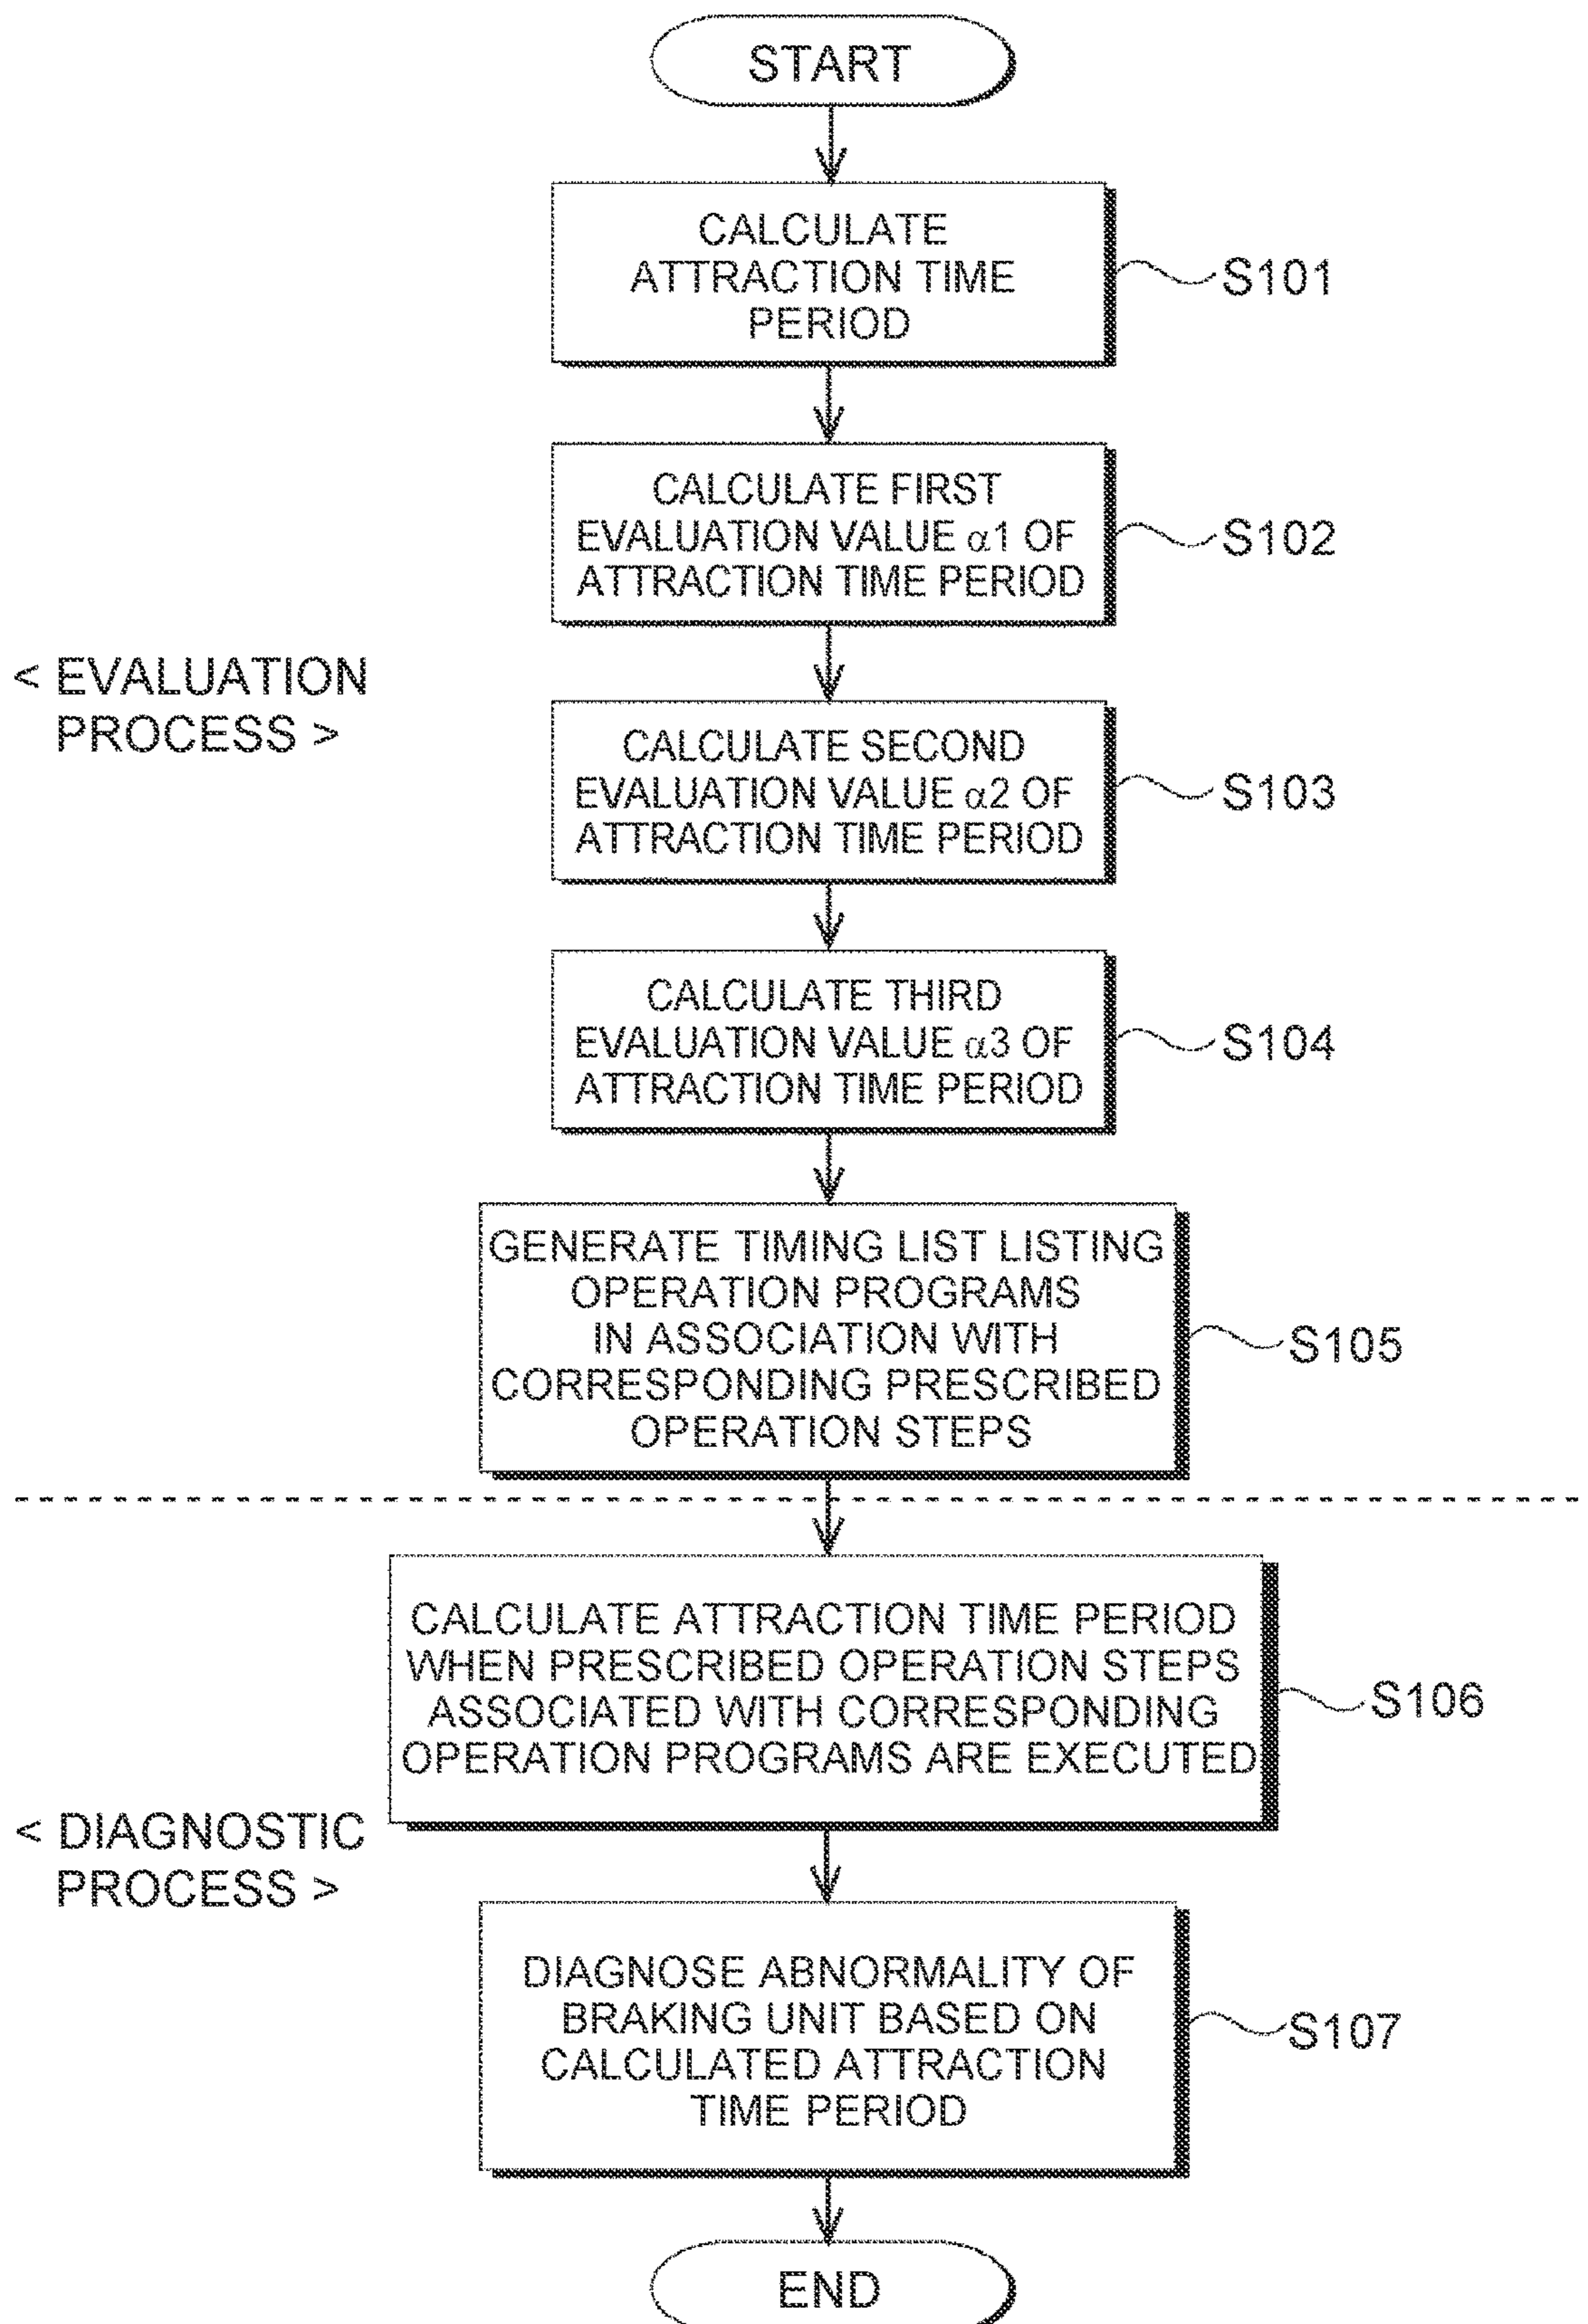 START
CALCULATE
ATTRACTION TIME
PERIOD
S101
CALCULATE FIRST
EVALUATION VALUE α1 OF
ATTRACTION TIME PERIOD
S102
< EVALUATION
PROCESS >
CALCULATE SECOND
EVALUATION VALUE α2 OF
ATTRACTION TIME PERIOD
S103
CALCULATE THIRD
EVALUATION VALUE α3 OF
ATTRACTION TIME PERIOD
S104
GENERATE TIMING LIST LISTING
OPERATION PROGRAMS
IN ASSOCIATION WITH
CORRESPONDING PRESCRIBED
OPERATION STEPS
S105
CALCULATE ATTRACTION TIME PERIOD
WHEN PRESCRIBED OPERATION STEPS
ASSOCIATED WITH CORRESPONDING
OPERATION PROGRAMS ARE EXECUTED
S106
< DIAGNOSTIC
PROCESS >
DIAGNOSE ABNORMALITY OF
BRAKING UNIT BASED ON
CALCULATED ATTRACTION
TIME PERIOD
S107
END